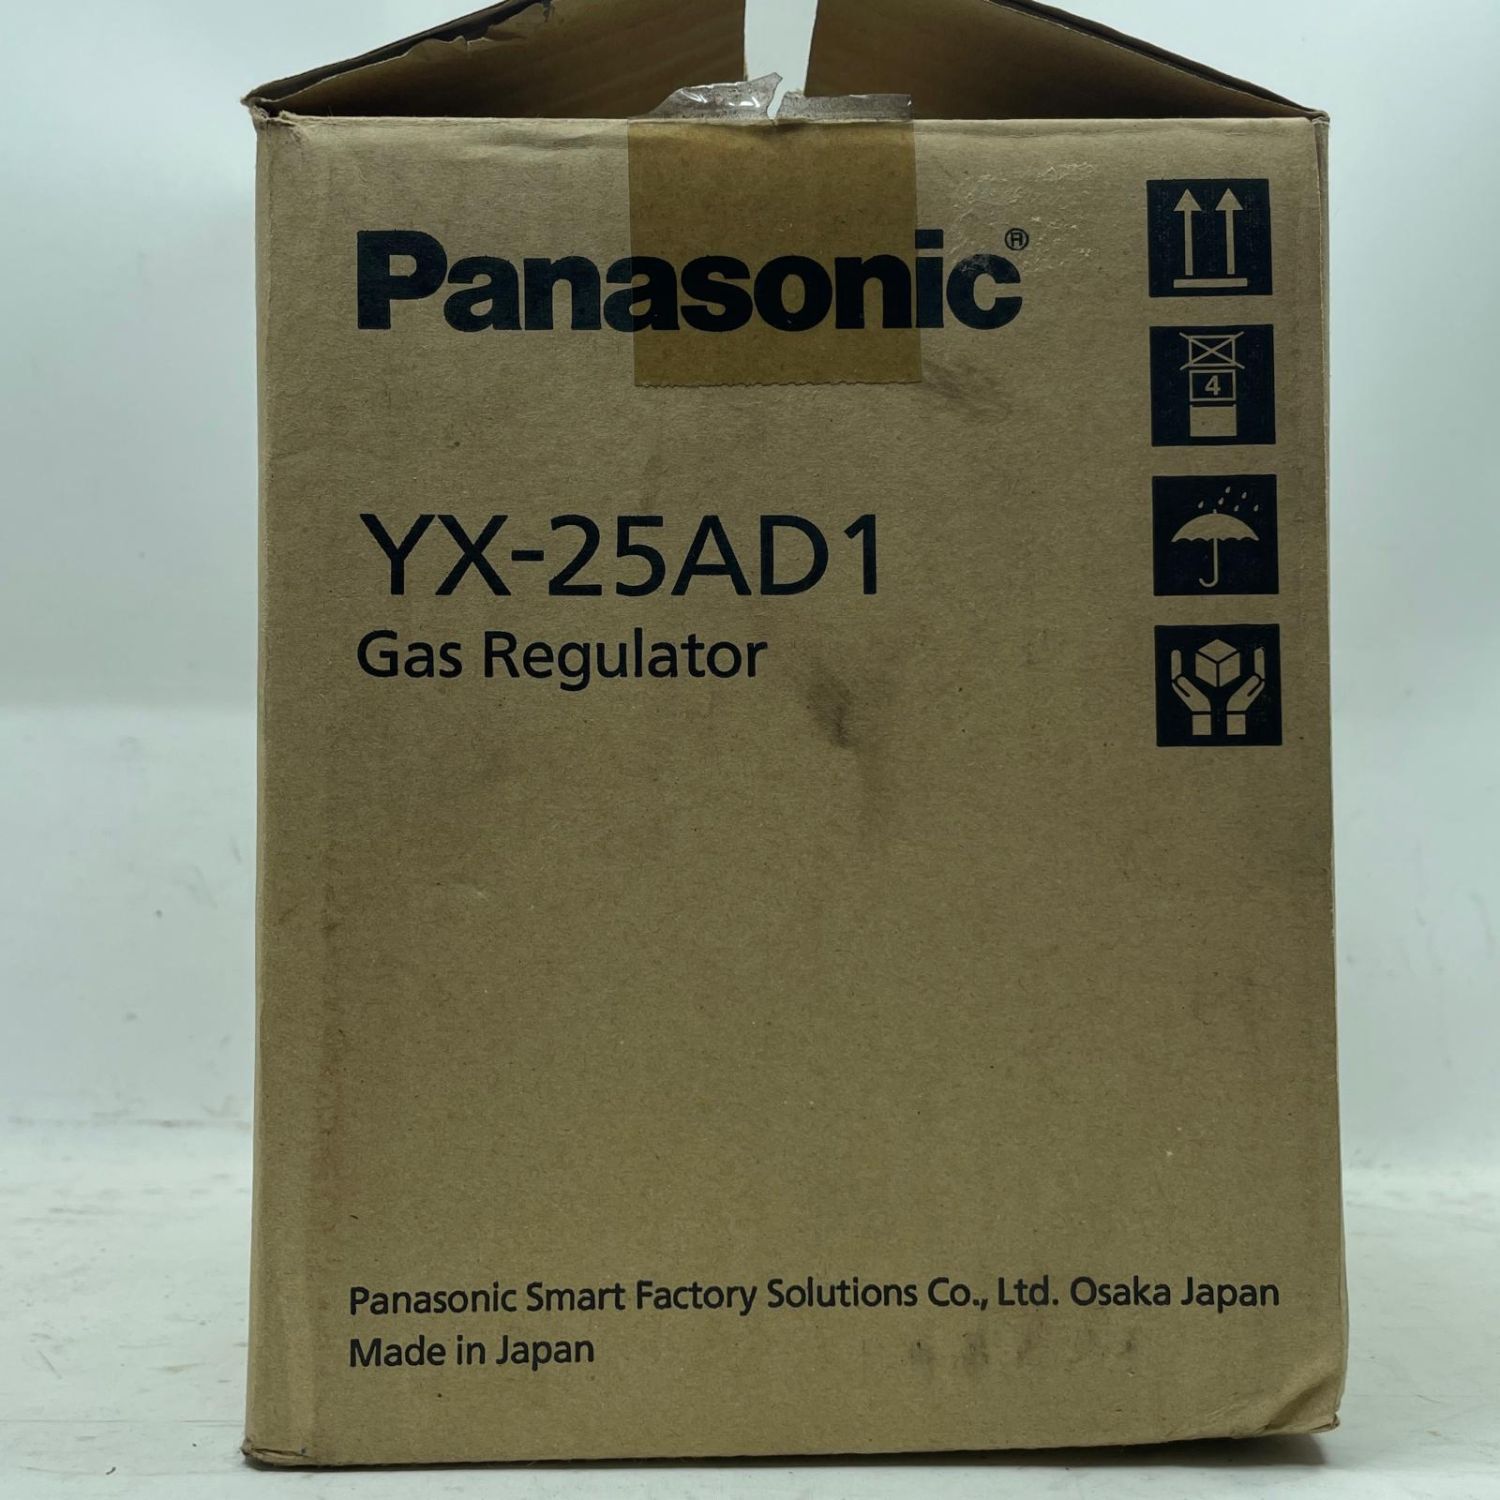 Panasonic®
4
YX-25AD1
Gas Regulator
Panasonic Smart Factory Solutions Co., Ltd. Osaka Japan
Made in Japan